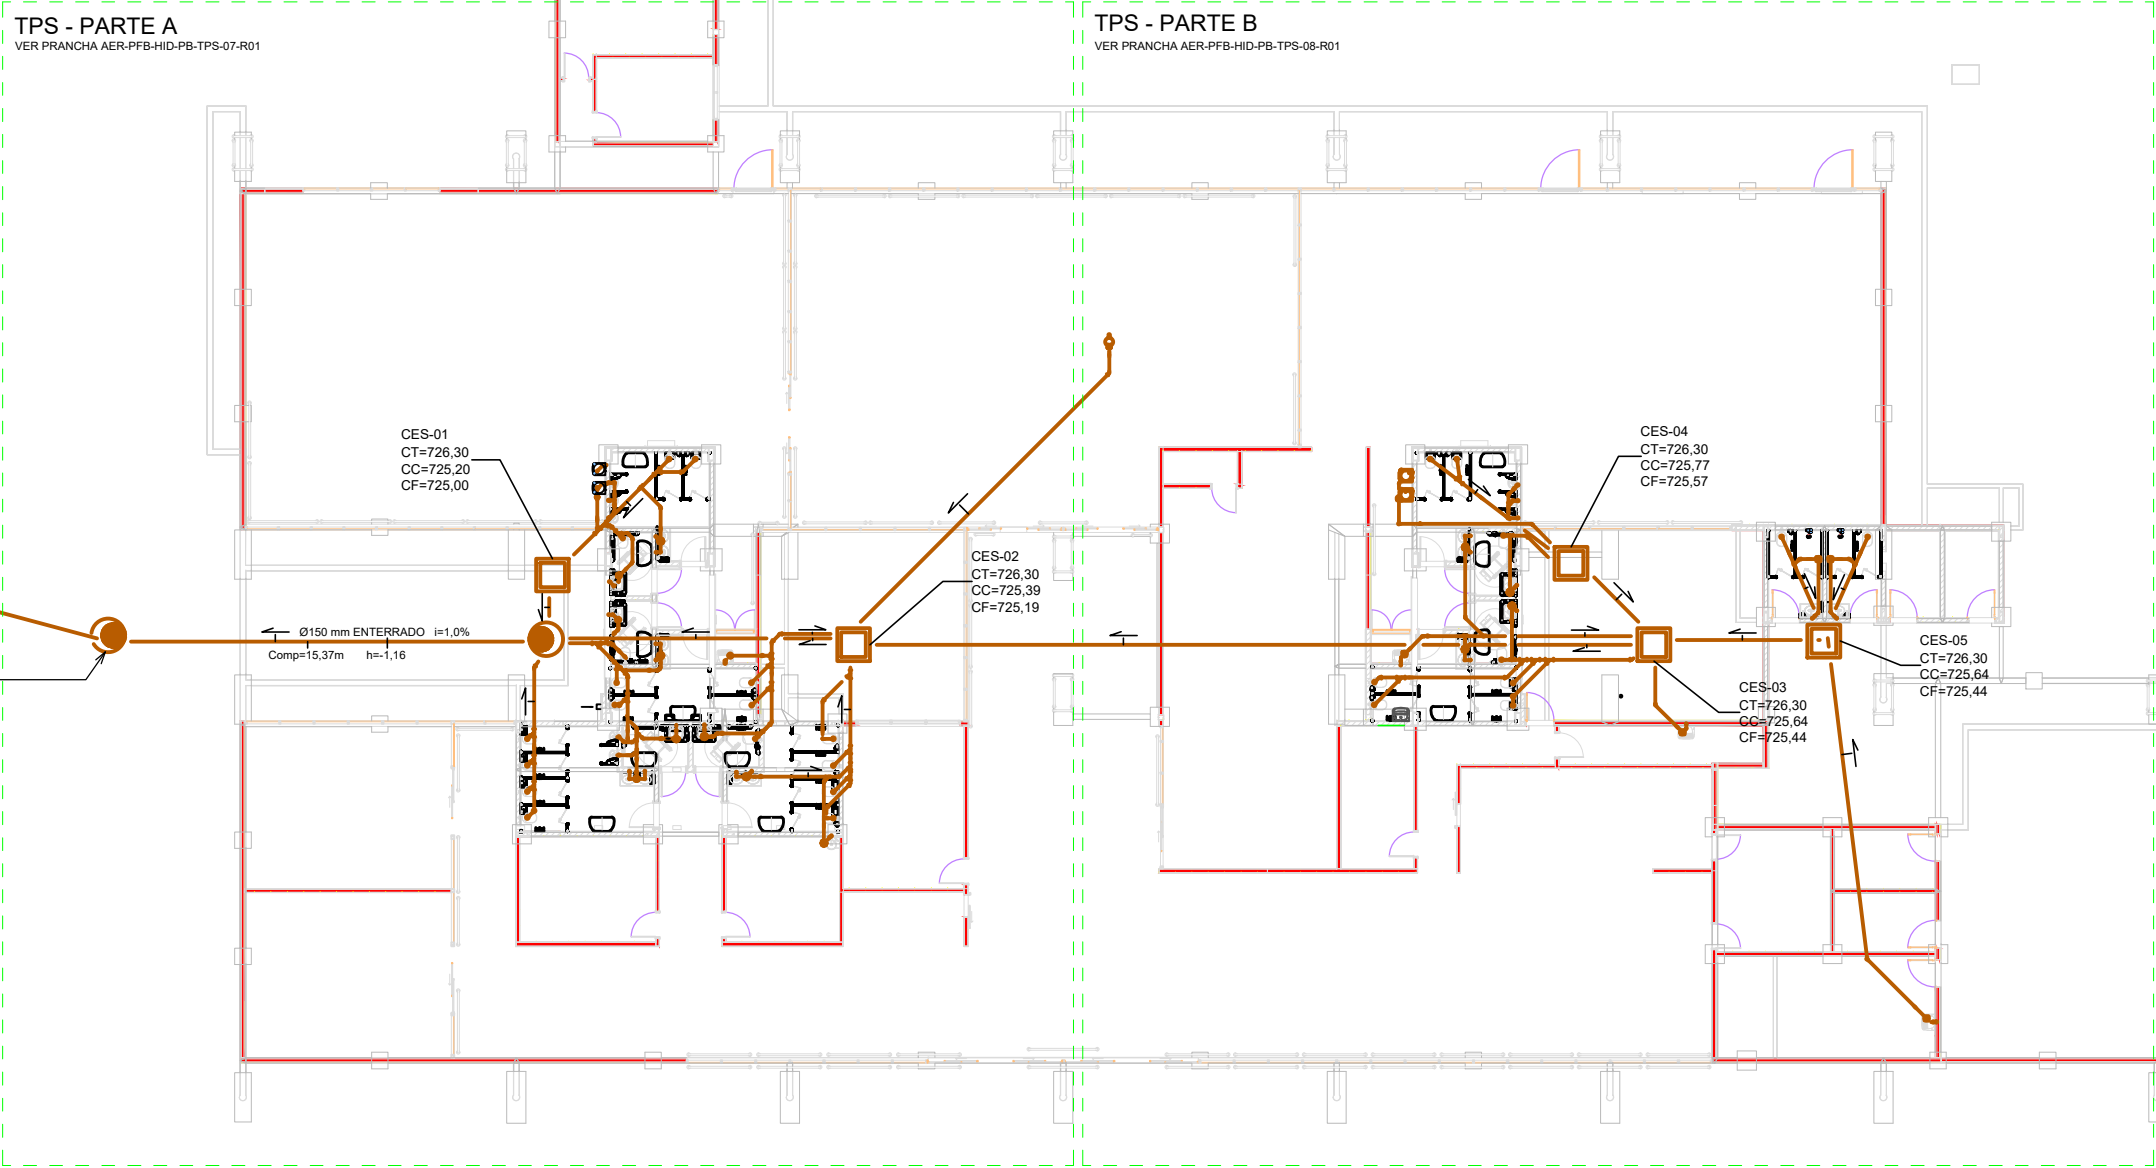 TPS - PARTE A
VER PRANCHA AER-PFB-HID-PB-TPS-07-R01
TPS - PARTE B
VER PRANCHA AER-PFB-HID-PB-TPS-08-R01
CES-01
CT=726,30
CC=725,20
CF=725,00
CES-04
CT=726,30
CC=725,77
CF=725,57
CES-02
CT=726,30
CC=725,39
CF=725,19
Ø150 mm ENTERRADO i=1,0%
Comp=15,37m h=-1,16
CES-05
CT=726,30
CC=725,64
CF=725,44
CES-03
CT=726,30
CC=725,64
CF=725,44